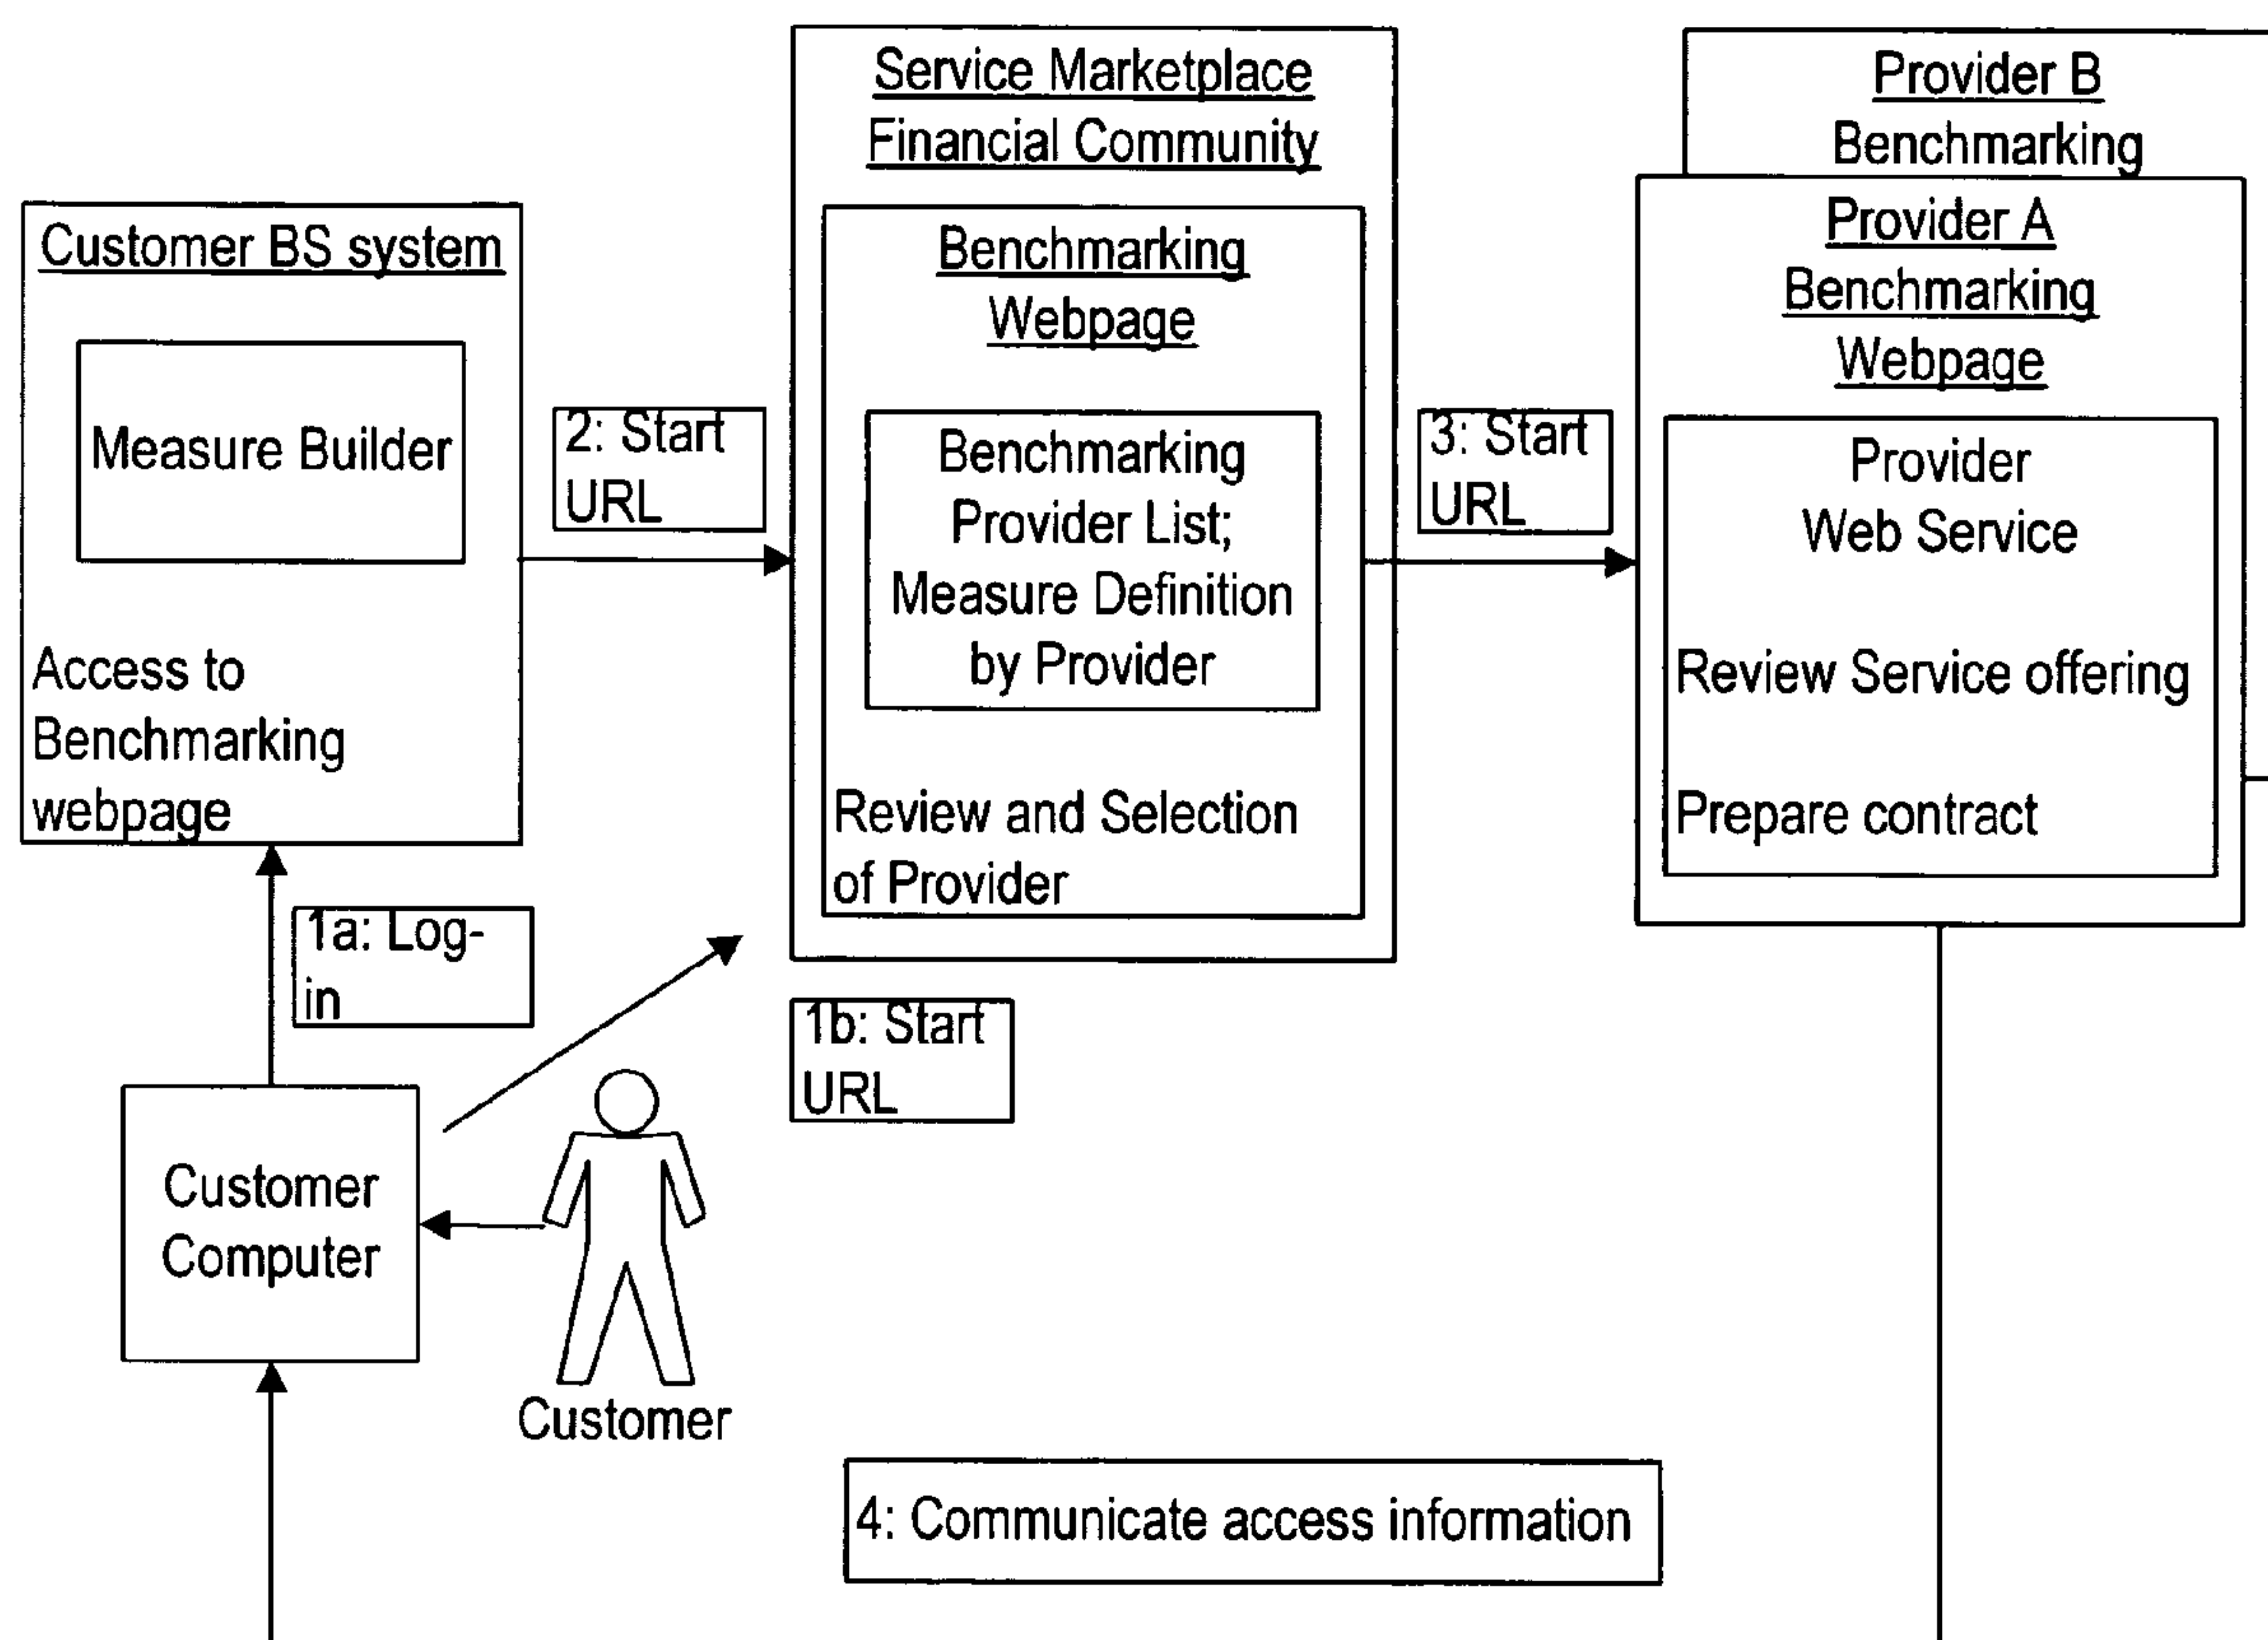 Customer BS system
Measure Builder
Access to
Benchmarking
webpage
2: Start
URL
Service Marketplace
Financial Community
Benchmarking
Webpage
Benchmarking
Provider List;
Measure Definition
by Provider
Review and Selection
of Provider
3: Start
URL
Provider B
Benchmarking
Provider A
Benchmarking
Webpage
Provider
Web Service
Review Service offering
Prepare contract
1a: Log-
in
1b: Start
URL
Customer
Computer
Customer
4: Communicate access information